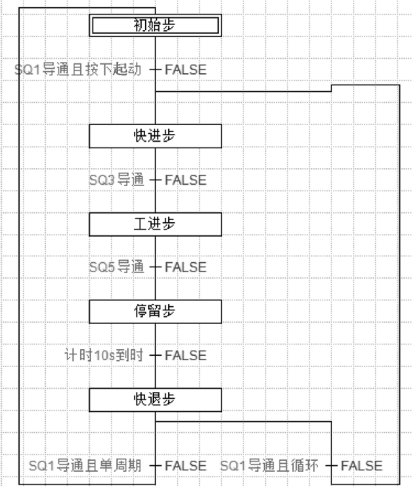 初始步
SQ1导通且按下起动 FALSE
快进步
SQ3导通 FALSE
工进步
SQ5导通 FALSE
停留步
计时10s到时 FALSE
快退步
SQ1导通且单周期 FALSE SQ1导通且循环 FALSE